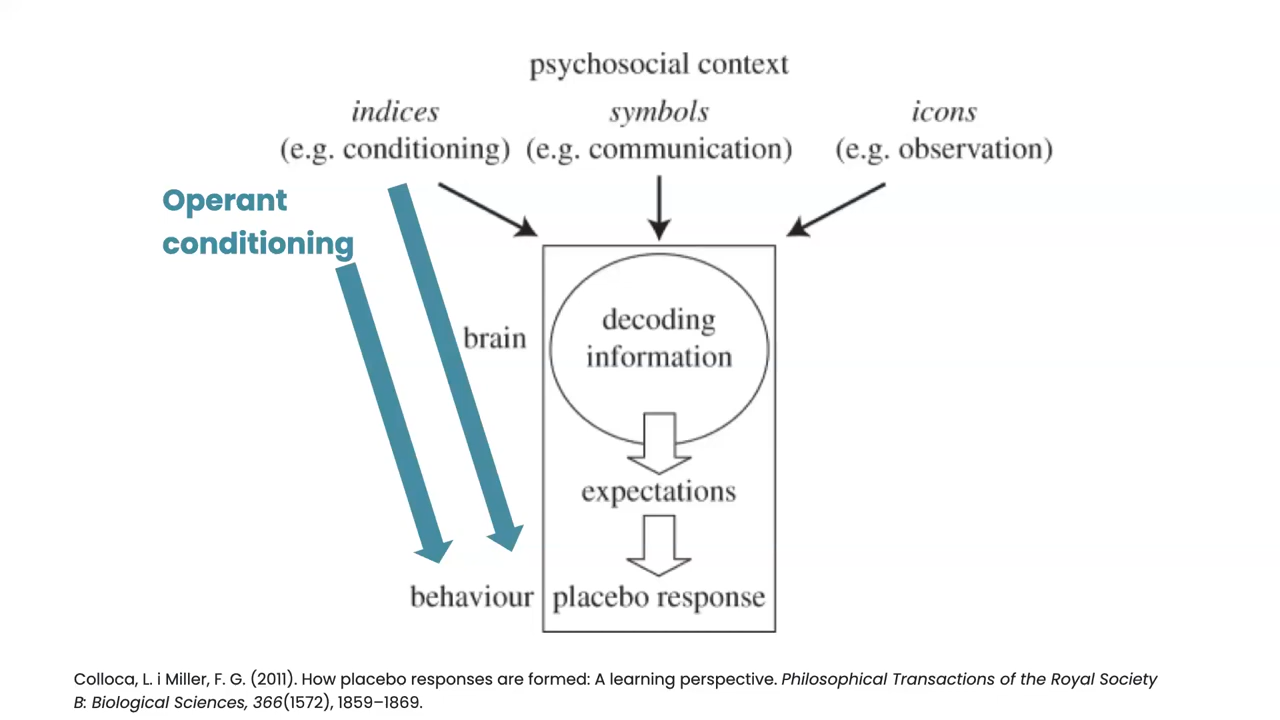 psychosocial context
indices symbols icons
(e.g. conditioning) (e.g. communication) (e.g. observation)
Operant
conditioning
decoding
information
brain
expectations
behaviour placebo response
Colloca, L. i Miller, F. G. (2011). How placebo responses are formed: A learning perspective. Philosophical Transactions of the Royal Society
B: Biological Sciences, 366(1572), 1859–1869.